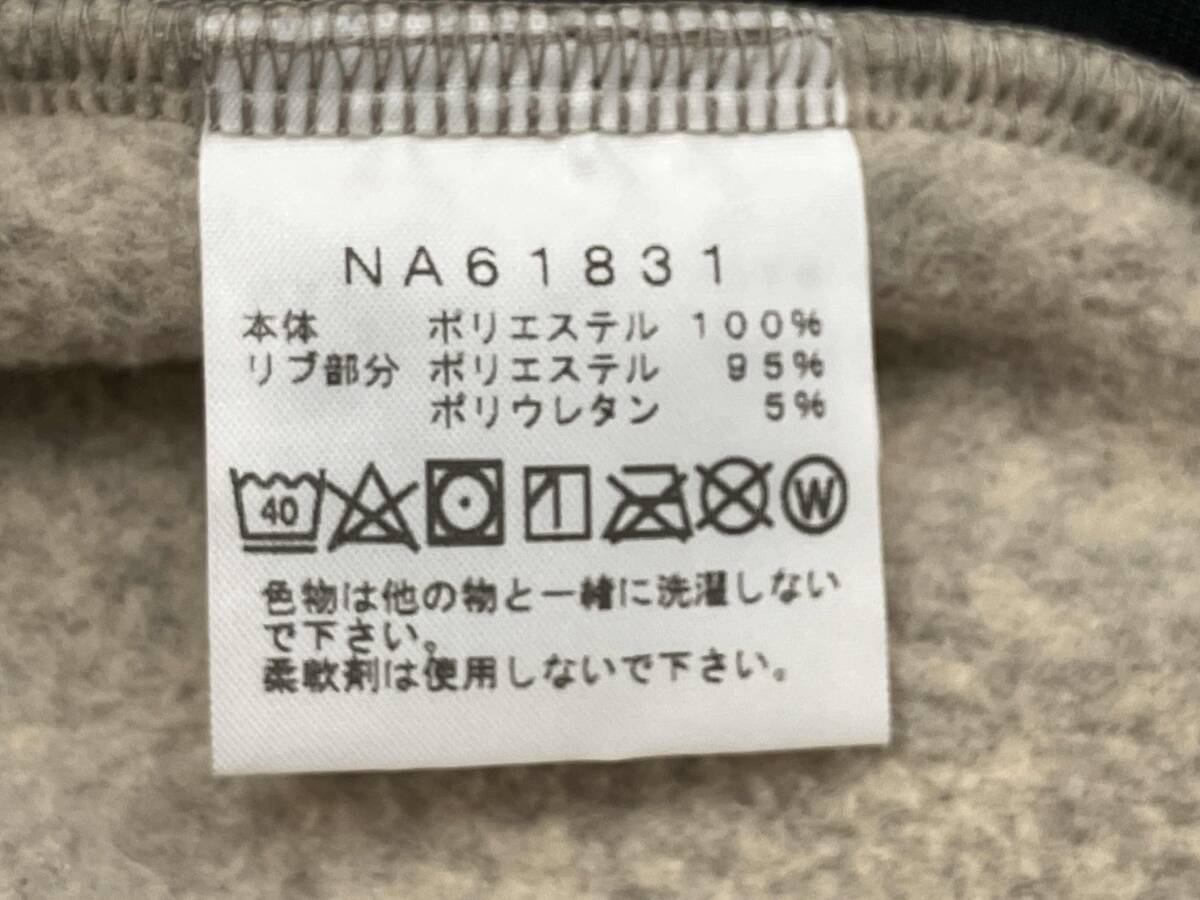 NA61831
本体 ポリエステル 100%
リブ部分 ポリエステル 95%
ポリウレタン 5%
40 W
色物は他の物と一緒に洗濯しない
で下さい。
柔軟剤は使用しないで下さい。